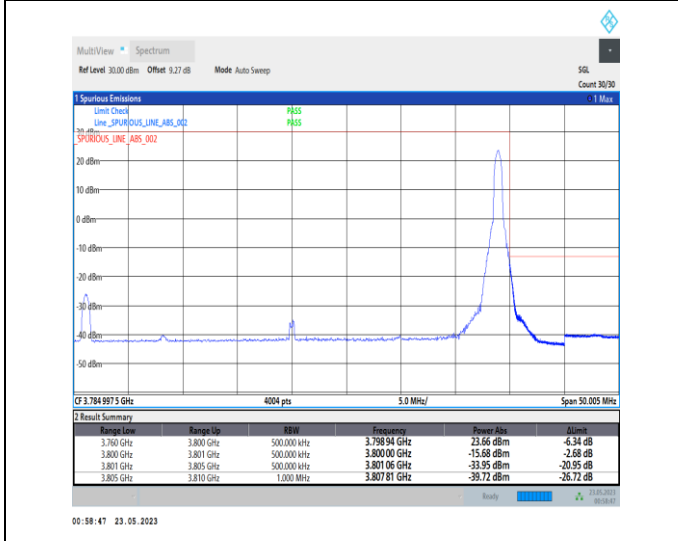 MultiView Spectrum
Ref Level 30.00 dBm Offset 9.27 dB Mode Auto Sweep SGL
Count 30/30
1 Spurious Emissions 1 Max
Limit Check PASS
Line _SPURIOUS_LINE_ABS_002 PASS
30 dBm
_SPURIOUS_LINE_ABS_002
20 dBm
10 dBm
0 dBm
-10 dBm
-20 dBm
-30 dBm
-40 dBm
-50 dBm
CF 3.784 997 5 GHz 4004 pts 5.0 MHz/ Span 50.005 MHz
2 Result Summary
Range Low Range Up RBW Frequency Power Abs ΔLimit
3.760 GHz 3.800 GHz 500.000 kHz 3.798 94 GHz 23.66 dBm -6.34 dB
3.800 GHz 3.801 GHz 500.000 kHz 3.800 00 GHz -15.68 dBm -2.68 dB
3.801 GHz 3.805 GHz 500.000 kHz 3.801 06 GHz -33.95 dBm -20.95 dB
3.805 GHz 3.810 GHz 1.000 MHz 3.807 81 GHz -39.72 dBm -26.72 dB
Ready 23.05.2023
00:58:47
00:58:47 23.05.2023